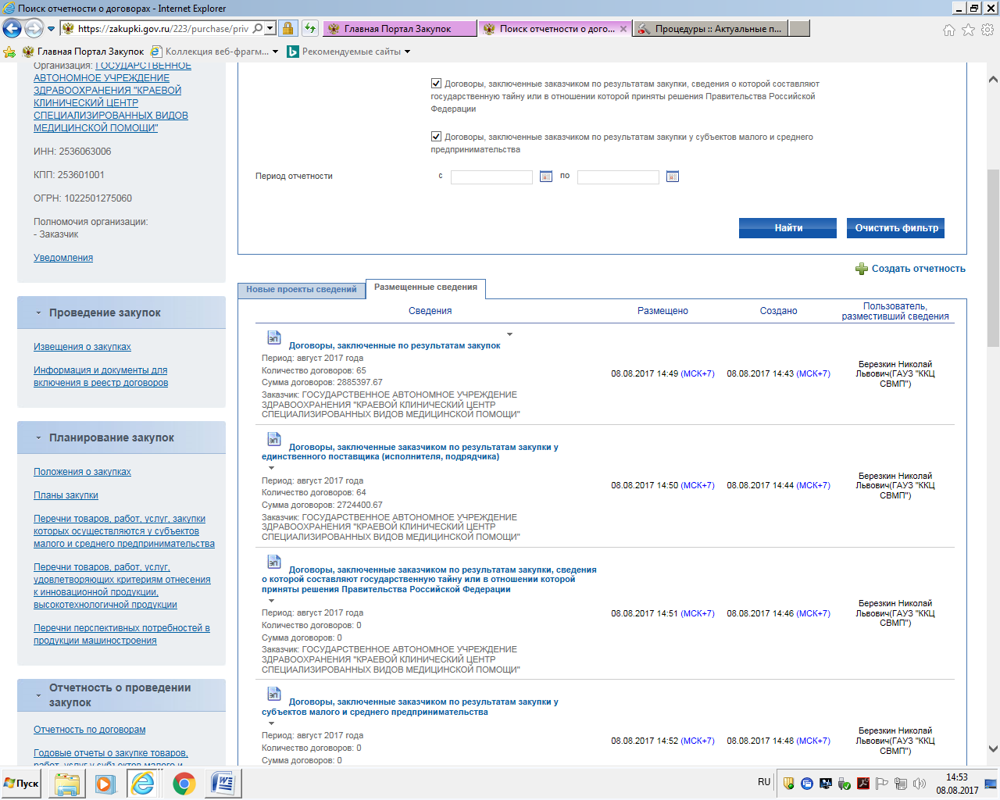 Поиск отчетности о договорах - Internet Explorer
https://zakupki.gov.ru/223/purchase/priv
Главная Портал Закупок
Поиск отчетности о дого...
Процедуры :: Актуальные п...
Главная Портал Закупок
Коллекция веб-фрагм...
Рекомендуемые сайты
Организация: ГОСУДАРСТВЕННОЕ
АВТОНОМНОЕ УЧРЕЖДЕНИЕ
ЗДРАВООХРАНЕНИЯ "КРАЕВОЙ
КЛИНИЧЕСКИЙ ЦЕНТР
СПЕЦИАЛИЗИРОВАННЫХ ВИДОВ
МЕДИЦИНСКОЙ ПОМОЩИ"
ИНН: 2536063006
КПП: 253601001
ОГРН: 1022501275060
Полномочия организации:
- Заказчик
Уведомления
Проведение закупок
Извещения о закупках
Информация и документы для
включения в реестр договоров
Планирование закупок
Положения о закупках
Планы закупки
Перечни товаров, работ, услуг, закупки
которых осуществляются у субъектов
малого и среднего предпринимательства
Перечни товаров, работ, услуг,
удовлетворяющих критериям отнесения
к инновационной продукции,
высокотехнологичной продукции
Перечни перспективных потребностей в
продукции машиностроения
Отчетность о проведении
закупок
Отчетность по договорам
Годовые отчеты о закупке товаров,
работ, услуг у субъектов малого и
Договоры, заключенные заказчиком по результатам закупки, сведения о которой составляют
государственную тайну или в отношении которой приняты решения Правительства Российской
Федерации
Договоры, заключенные заказчиком по результатам закупки у субъектов малого и среднего
предпринимательства
Период отчетности с по
Найти Очистить фильтр
Создать отчетность
Новые проекты сведений Размещенные сведения
Сведения Размещено Создано Пользователь,
разместивший сведения
ЭП Договоры, заключенные по результатам закупок
Период: август 2017 года
Количество договоров: 65
Сумма договоров: 2885397.67
Заказчик: ГОСУДАРСТВЕННОЕ АВТОНОМНОЕ УЧРЕЖДЕНИЕ
ЗДРАВООХРАНЕНИЯ "КРАЕВОЙ КЛИНИЧЕСКИЙ ЦЕНТР
СПЕЦИАЛИЗИРОВАННЫХ ВИДОВ МЕДИЦИНСКОЙ ПОМОЩИ"
08.08.2017 14:49 (МСК+7) 08.08.2017 14:43 (МСК+7)
Березкин Николай
Львович(ГАУЗ "ККЦ
СВМП")
ЭП Договоры, заключенные заказчиком по результатам закупки у
единственного поставщика (исполнителя, подрядчика)
Период: август 2017 года
Количество договоров: 64
Сумма договоров: 2724400.67
Заказчик: ГОСУДАРСТВЕННОЕ АВТОНОМНОЕ УЧРЕЖДЕНИЕ
ЗДРАВООХРАНЕНИЯ "КРАЕВОЙ КЛИНИЧЕСКИЙ ЦЕНТР
СПЕЦИАЛИЗИРОВАННЫХ ВИДОВ МЕДИЦИНСКОЙ ПОМОЩИ"
08.08.2017 14:50 (МСК+7) 08.08.2017 14:44 (МСК+7)
Березкин Николай
Львович(ГАУЗ "ККЦ
СВМП")
ЭП Договоры, заключенные заказчиком по результатам закупки, сведения
о которой составляют государственную тайну или в отношении которой
приняты решения Правительства Российской Федерации
Период: август 2017 года
Количество договоров: 0
Сумма договоров: 0
Заказчик: ГОСУДАРСТВЕННОЕ АВТОНОМНОЕ УЧРЕЖДЕНИЕ
ЗДРАВООХРАНЕНИЯ "КРАЕВОЙ КЛИНИЧЕСКИЙ ЦЕНТР
СПЕЦИАЛИЗИРОВАННЫХ ВИДОВ МЕДИЦИНСКОЙ ПОМОЩИ"
08.08.2017 14:51 (МСК+7) 08.08.2017 14:46 (МСК+7)
Березкин Николай
Львович(ГАУЗ "ККЦ
СВМП")
ЭП Договоры, заключенные заказчиком по результатам закупки у
субъектов малого и среднего предпринимательства
Период: август 2017 года
Количество договоров: 0
Сумма договоров: 0
08.08.2017 14:52 (МСК+7) 08.08.2017 14:48 (МСК+7)
Березкин Николай
Львович(ГАУЗ "ККЦ
СВМП")
Пуск
RU
14:53
08.08.2017